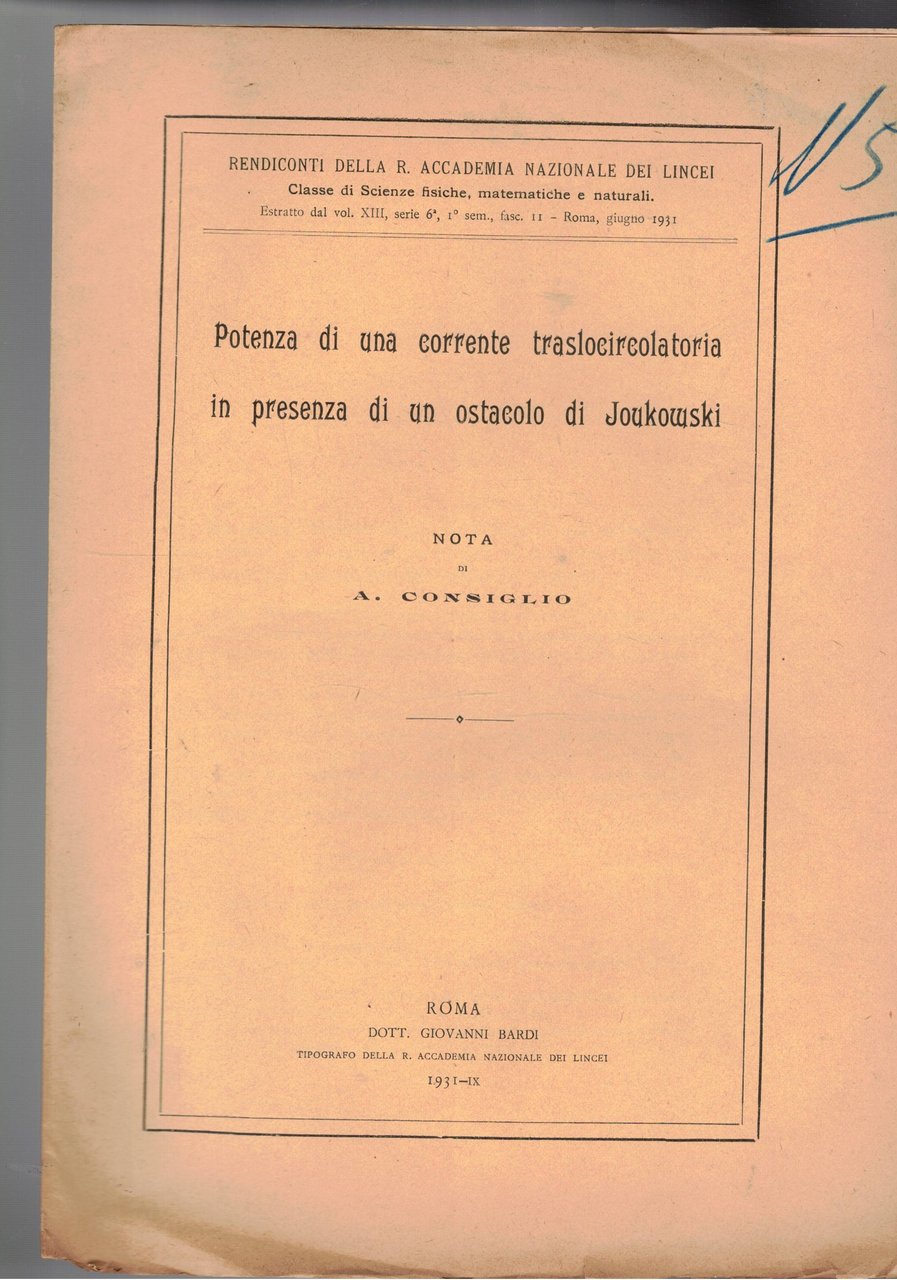 RENDICONTI DELLA R. ACCADEMIA NAZIONALE DEI LINCEI
Classe di Scienze fisiche, matematiche e naturali.
Estratto dal vol. XIII, serie 6ª, 1º sem., fasc. 11 – Roma, giugno 1931
N 5
Potenza di una corrente traslocircolatoria
in presenza di un ostacolo di Joukowski
NOTA
DI
A. CONSIGLIO
ROMA
DOTT. GIOVANNI BARDI
TIPOGRAFO DELLA R. ACCADEMIA NAZIONALE DEI LINCEI
1931–IX